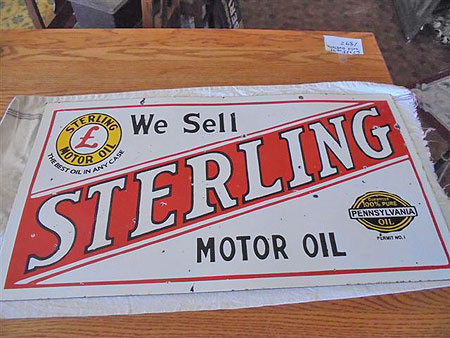 We Sell
STERLING
£
MOTOR OIL
THE BEST OIL IN ANY CASE
STERLING
MOTOR OIL
GUARANTEED
100% PURE
PENNSYLVANIA
OIL
PERMIT NO. 1